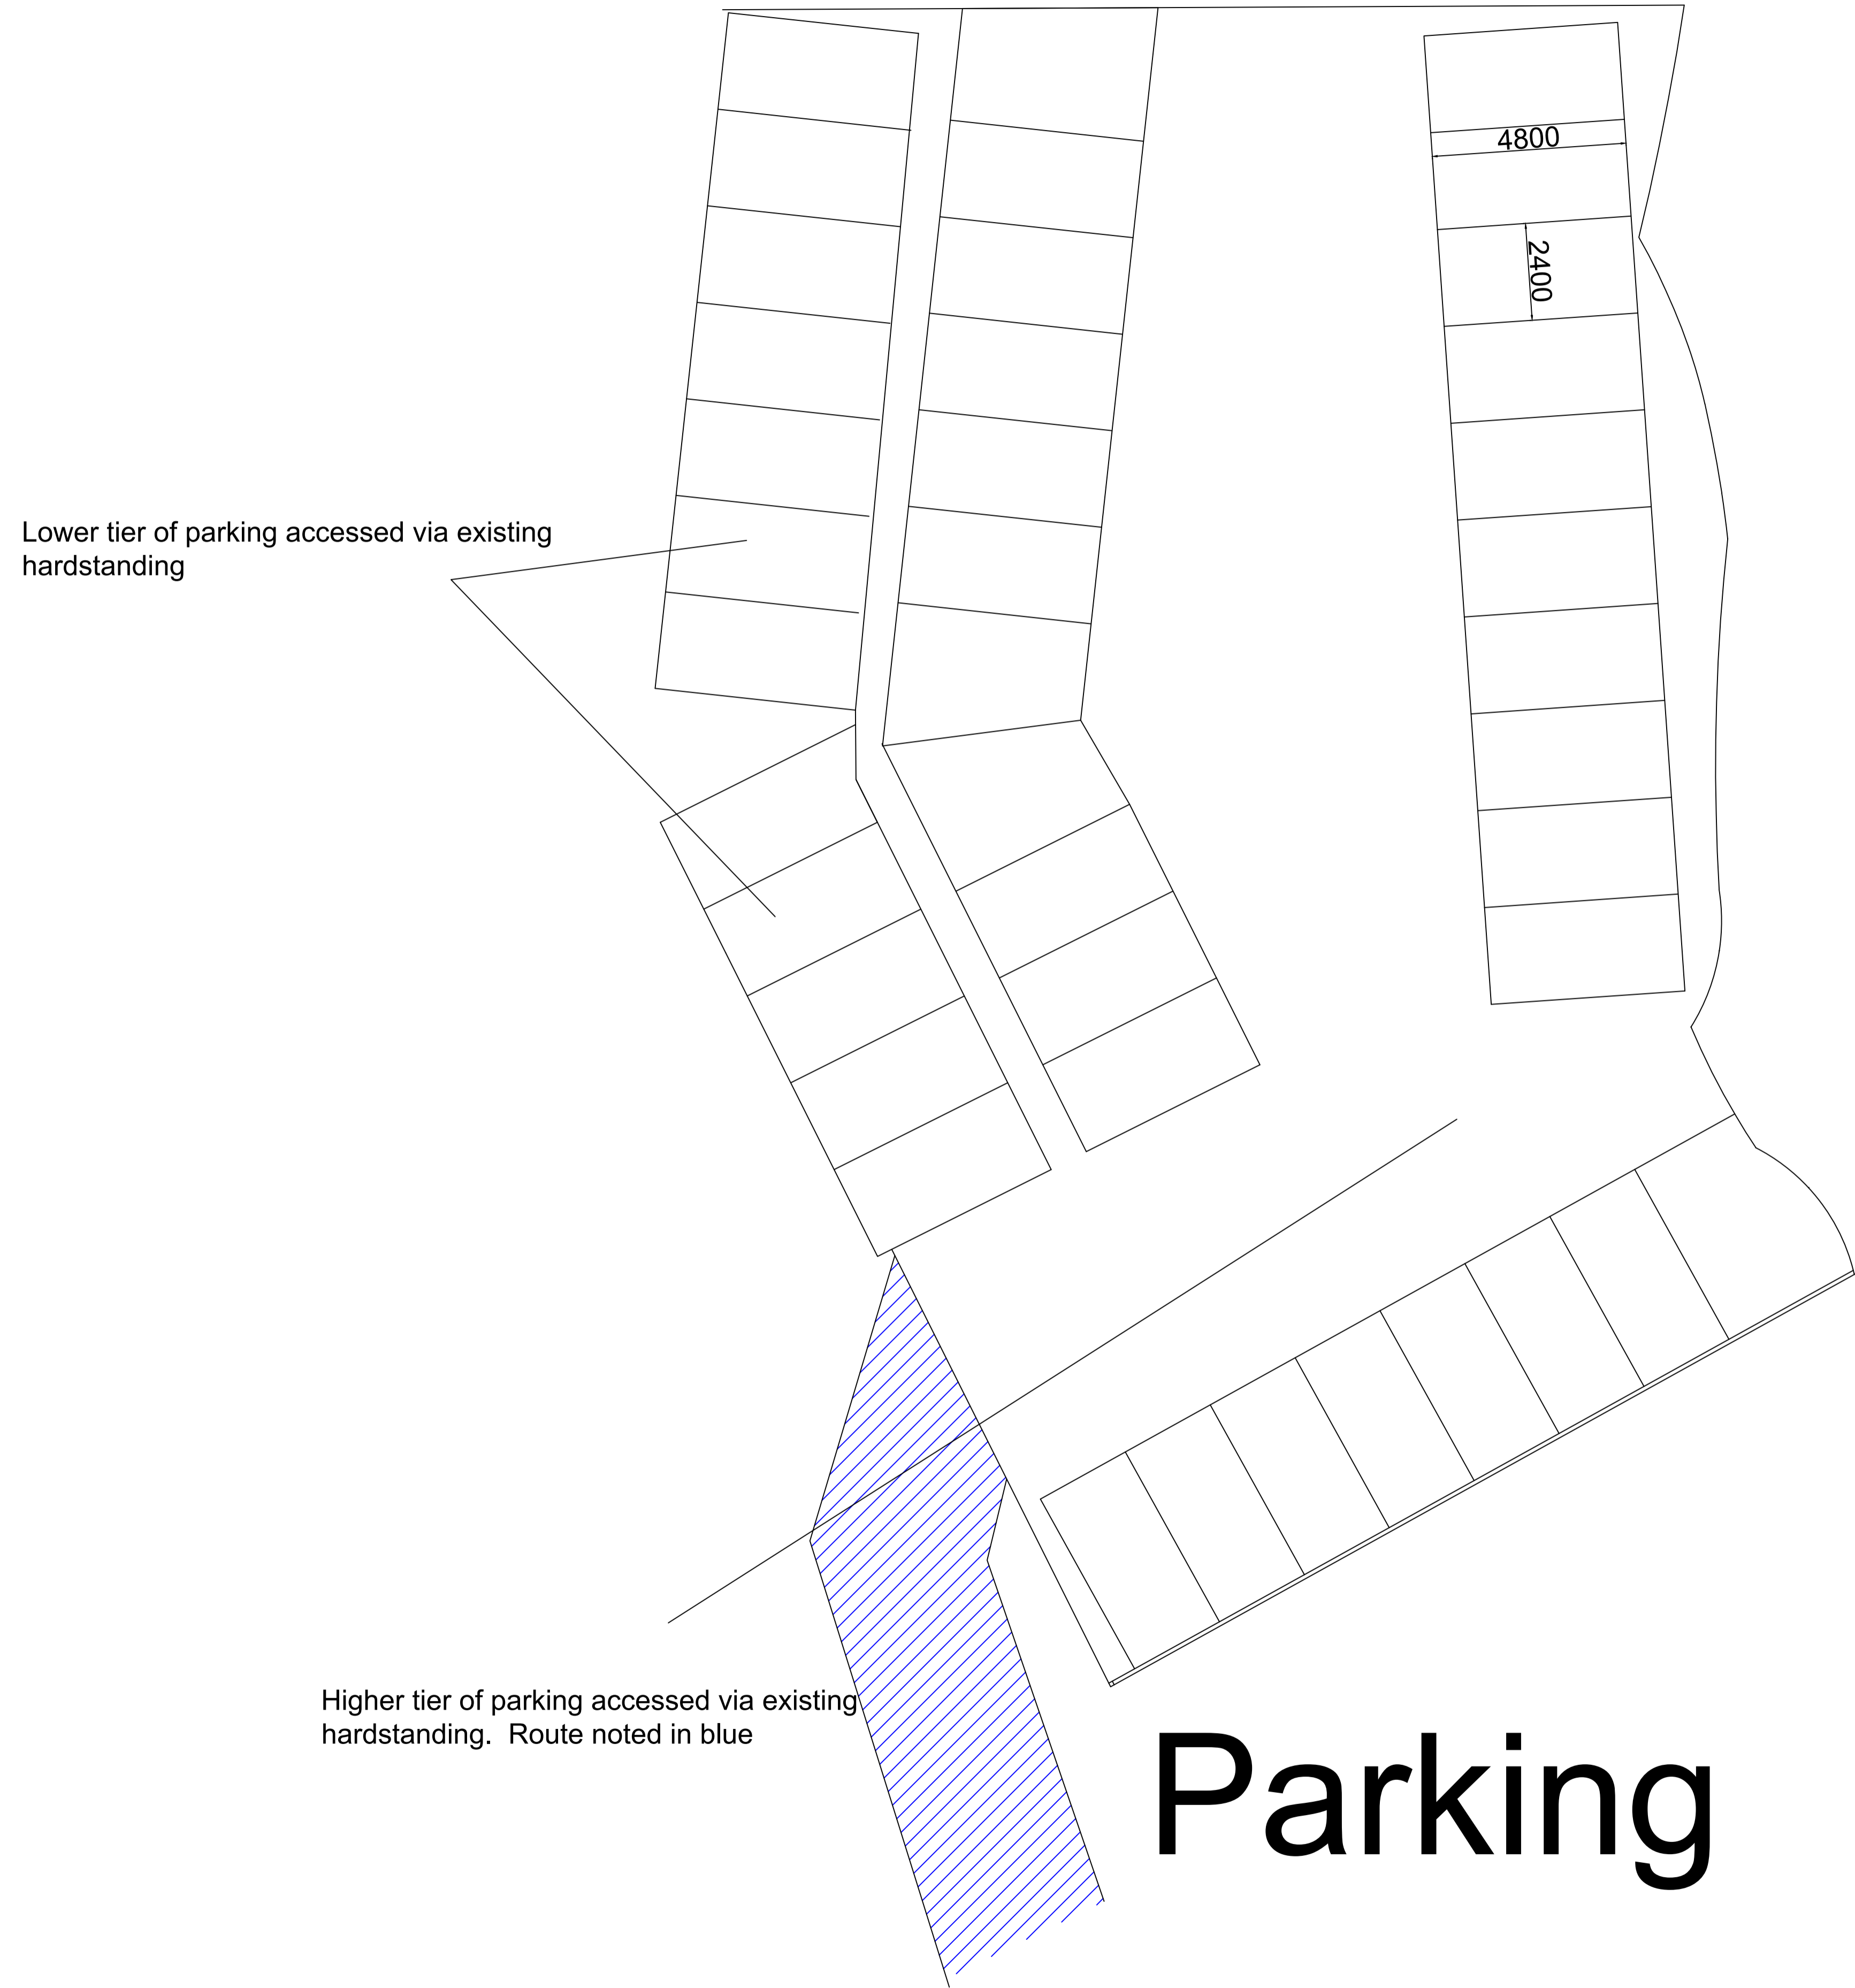 4800
2400
Lower tier of parking accessed via existing
hardstanding
Higher tier of parking accessed via existing
hardstanding.  Route noted in blue
Parking